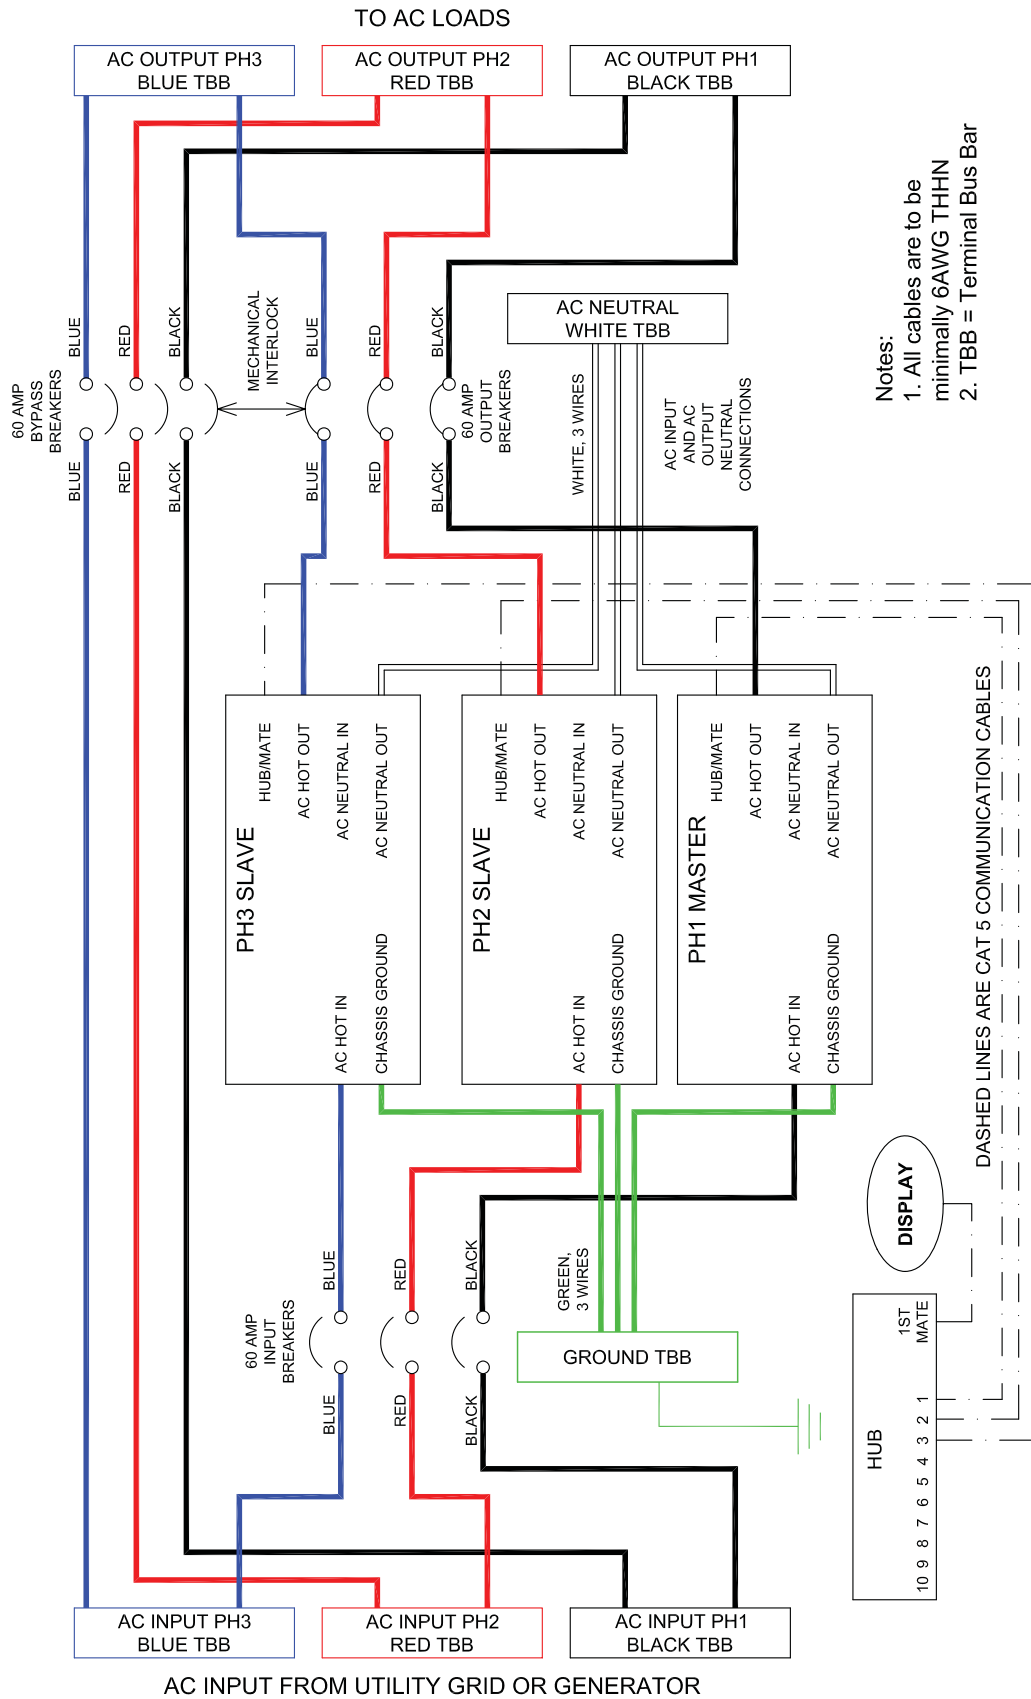 TO AC LOADS
AC OUTPUT PH3
BLUE TBB
AC OUTPUT PH2
RED TBB
AC OUTPUT PH1
BLACK TBB
Notes:
1. All cables are to be
minimally 6AWG THHN
2. TBB = Terminal Bus Bar
AC NEUTRAL
WHITE TBB
BLUE
RED
BLACK
MECHANICAL
INTERLOCK
BLUE
RED
BLACK
60 AMP
BYPASS
BREAKERS
60 AMP
OUTPUT
BREAKERS
WHITE, 3 WIRES
AC INPUT
AND AC
OUTPUT
NEUTRAL
CONNECTIONS
BLUE
RED
BLACK
BLUE
RED
BLACK
PH3 SLAVE
HUB/MATE
AC HOT OUT
AC NEUTRAL IN
AC NEUTRAL OUT
AC HOT IN
CHASSIS GROUND
PH2 SLAVE
HUB/MATE
AC HOT OUT
AC NEUTRAL IN
AC NEUTRAL OUT
AC HOT IN
CHASSIS GROUND
PH1 MASTER
HUB/MATE
AC HOT OUT
AC NEUTRAL IN
AC NEUTRAL OUT
AC HOT IN
CHASSIS GROUND
DASHED LINES ARE CAT 5 COMMUNICATION CABLES
DISPLAY
BLUE
RED
BLACK
60 AMP
INPUT
BREAKERS
GREEN,
3 WIRES
BLUE
RED
BLACK
GROUND TBB
HUB
1ST
MATE
1
2
3
4
5
6
7
8
9
10
AC INPUT PH3
BLUE TBB
AC INPUT PH2
RED TBB
AC INPUT PH1
BLACK TBB
AC INPUT FROM UTILITY GRID OR GENERATOR